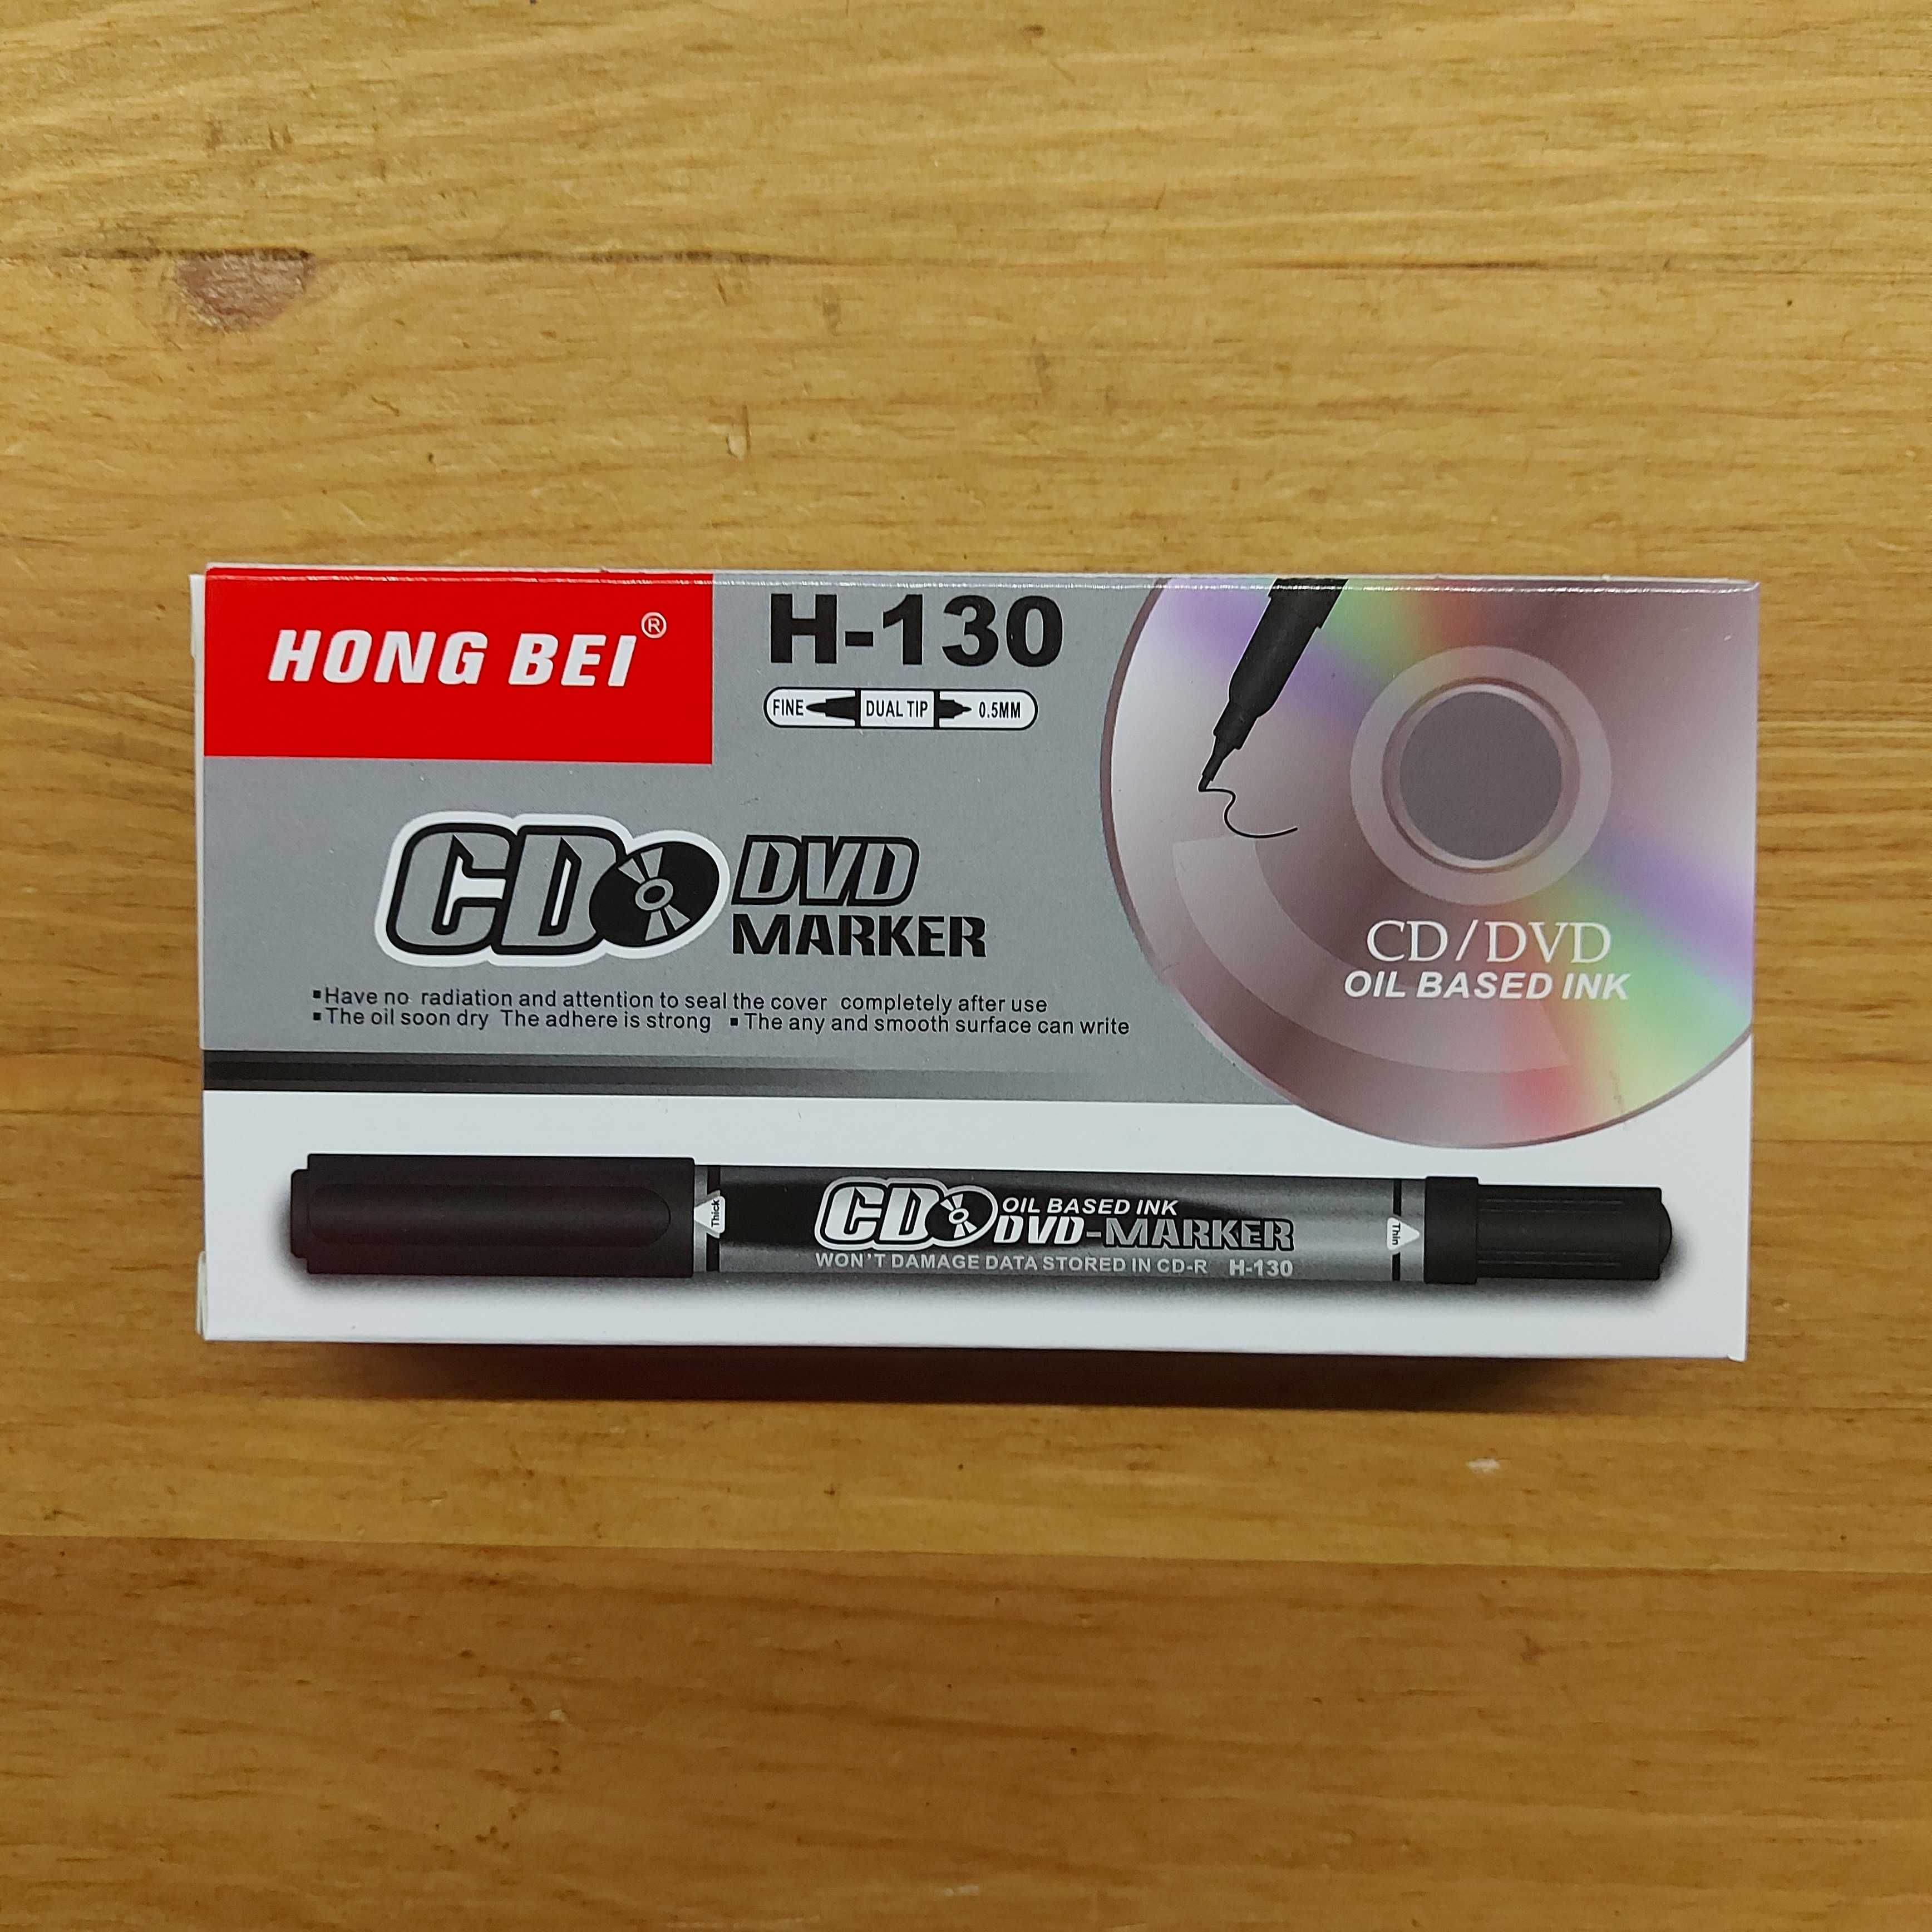 HONG BEI®
H-130
FINE DUAL TIP 0.5MM
CD DVD
MARKER
▪Have no radiation and attention to seal the cover completely after use
▪The oil soon dry The adhere is strong ▪The any and smooth surface can write
CD/DVD
OIL BASED INK
Thick
CD OIL BASED INK
DVD-MARKER
WON'T DAMAGE DATA STORED IN CD-R H-130
Thin